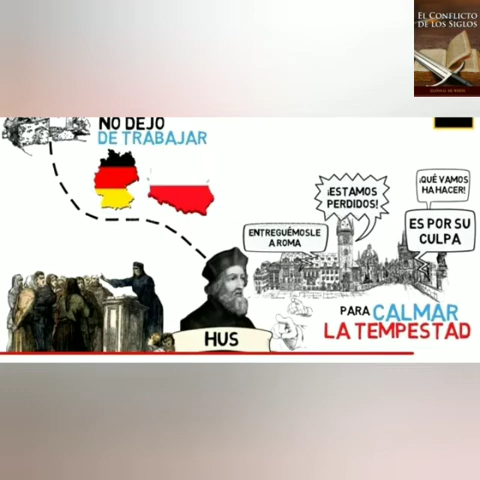 EL CONFLICTO
DE LOS SIGLOS
NO DEJO
DE TRABAJAR
¡ESTAMOS
PERDIDOS!
¡QUÉ VAMOS
HA HACER!
ENTREGUÉMOSLE
A ROMA
ES POR SU
CULPA
PARA CALMAR
LA TEMPESTAD
HUS